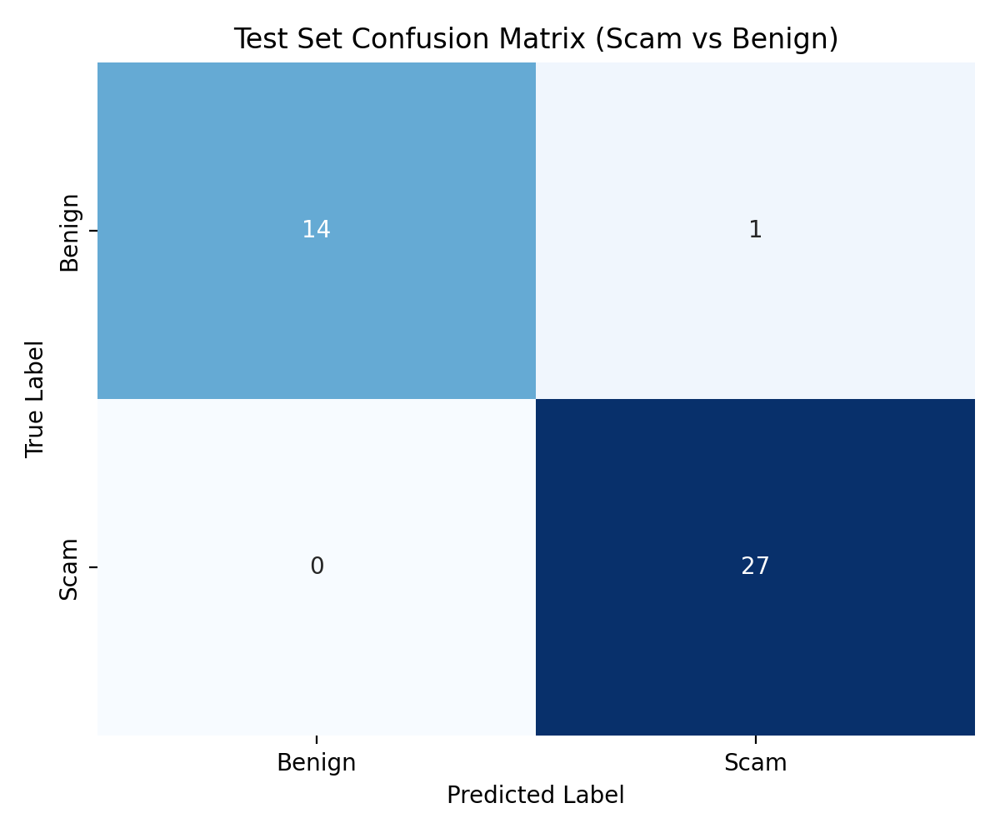 Test Set Confusion Matrix (Scam vs Benign)
True Label
Benign
14
1
Scam
0
27
Benign
Scam
Predicted Label